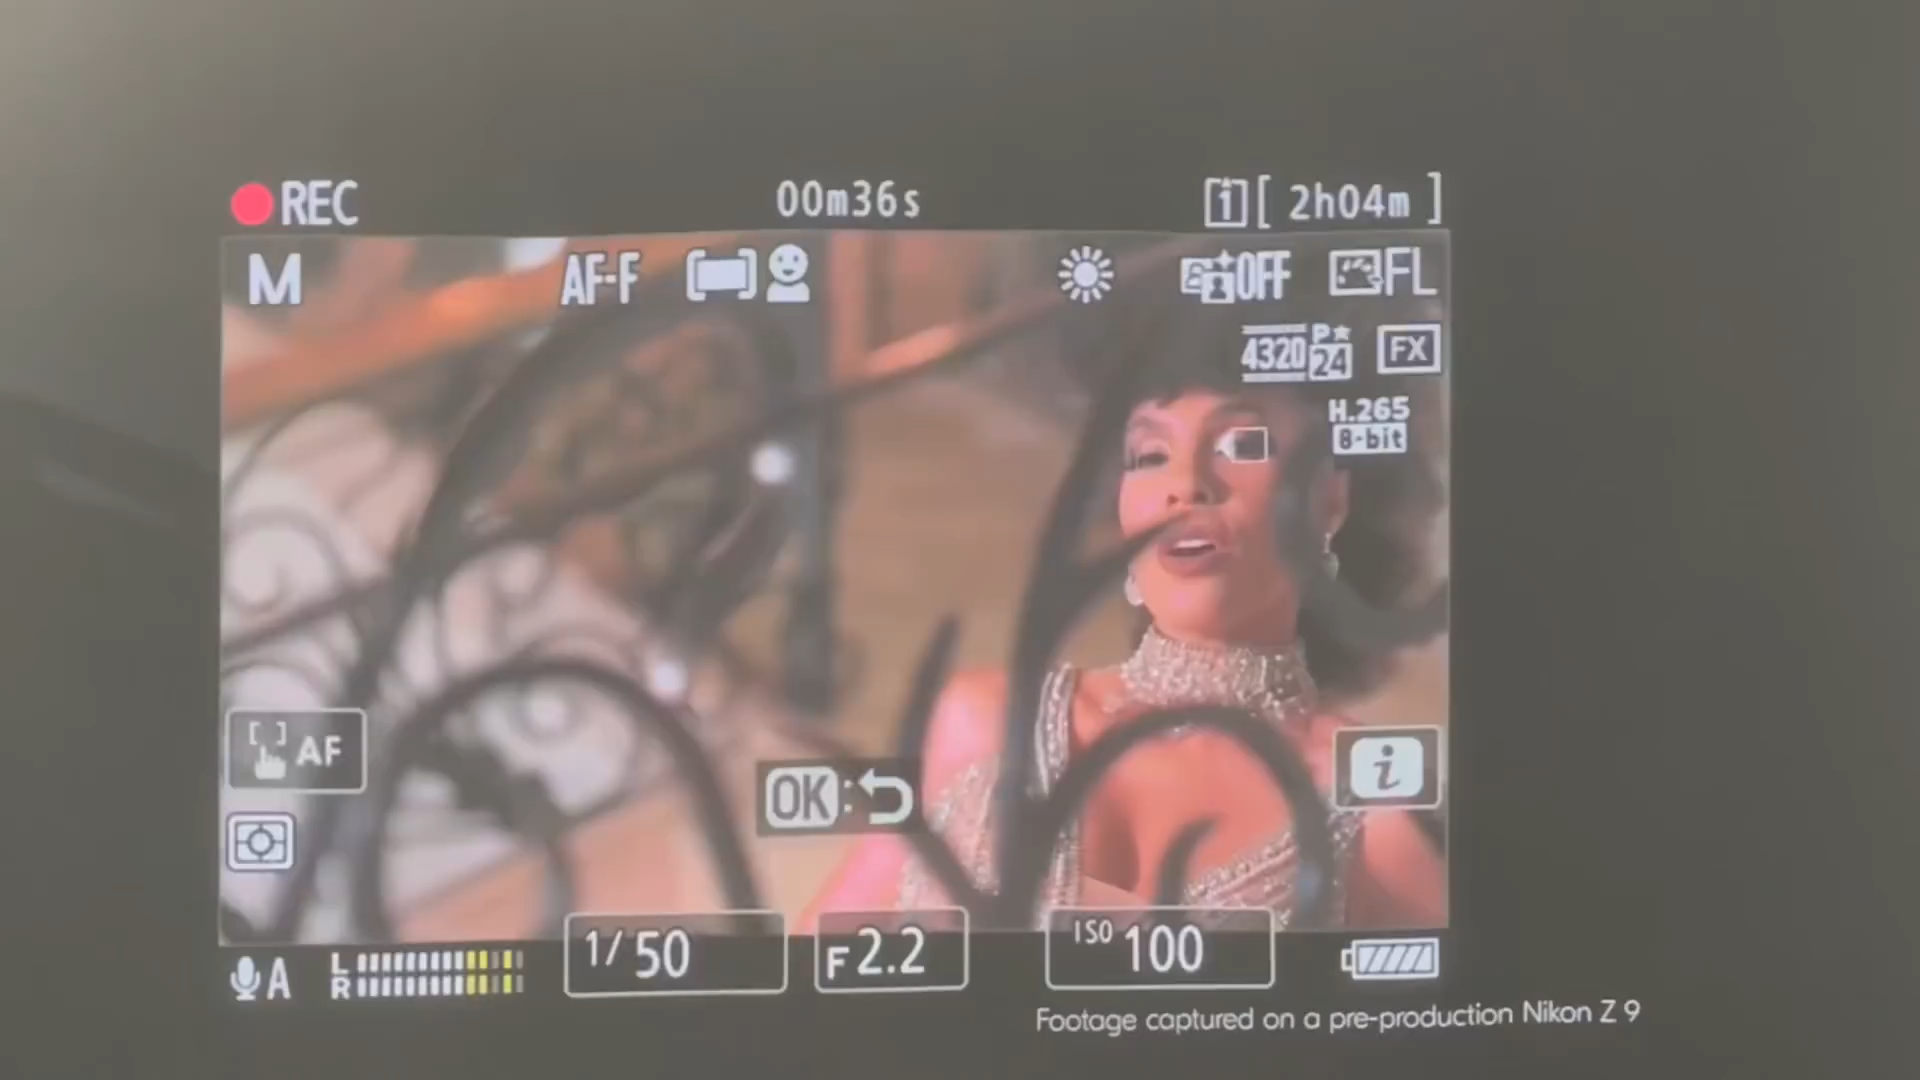 REC 00m36s 1[ 2h04m ]
M AF-F OFF FL
4320 P★ 24 FX
H.265
8-bit
AF i
OK:
A L R 1/50 F2.2 ISO 100
Footage captured on a pre-production Nikon Z 9